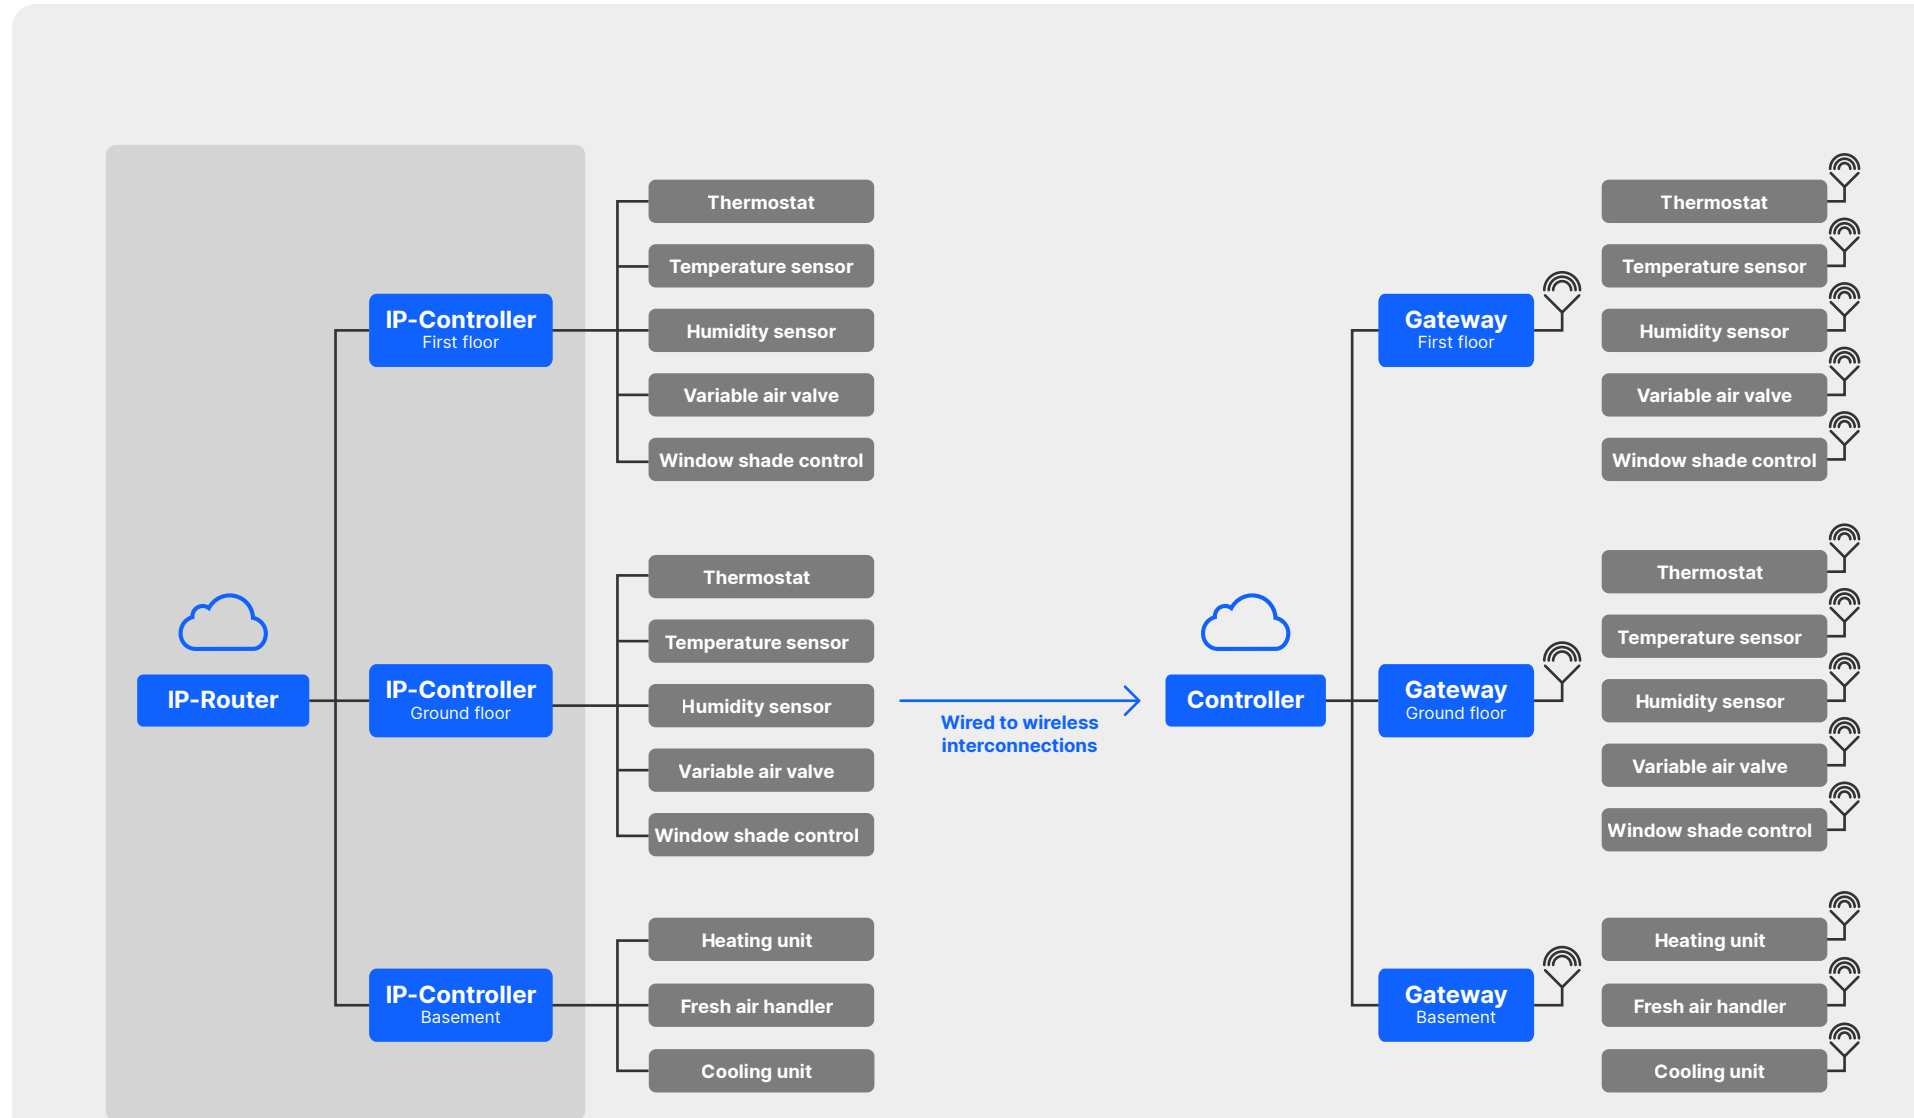 Thermostat
Temperature sensor
Humidity sensor
Variable air valve
Window shade control
IP-Controller
First floor
Thermostat
Temperature sensor
Humidity sensor
Variable air valve
Window shade control
IP-Router
IP-Controller
Ground floor
Heating unit
Fresh air handler
Cooling unit
IP-Controller
Basement
Wired to wireless
interconnections
Controller
Gateway
First floor
Thermostat
Temperature sensor
Humidity sensor
Variable air valve
Window shade control
Gateway
Ground floor
Thermostat
Temperature sensor
Humidity sensor
Variable air valve
Window shade control
Gateway
Basement
Heating unit
Fresh air handler
Cooling unit